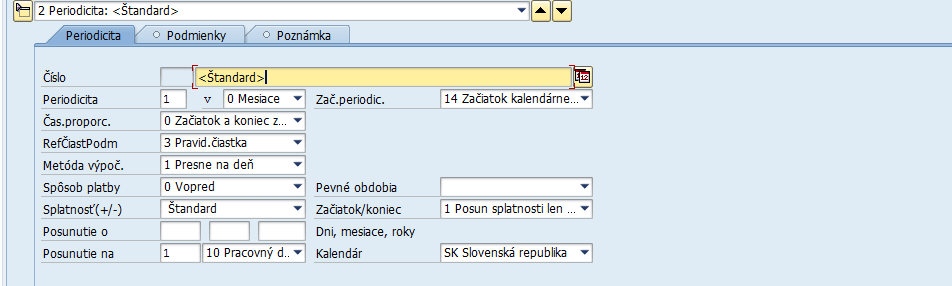 2 Periodicita: <Štandard>
Periodicita Podmienky Poznámka
Číslo <Štandard> 12
Periodicita 1 v 0 Mesiace Zač.periodic. 14 Začiatok kalendárne...
Čas.proporc. 0 Začiatok a koniec z...
RefČiastPodm 3 Pravid.čiastka
Metóda výpoč. 1 Presne na deň
Spôsob platby 0 Vopred Pevné obdobia
Splatnosť(+/-) Štandard Začiatok/koniec 1 Posun splatnosti len ...
Posunutie o Dni, mesiace, roky
Posunutie na 1 10 Pracovný d... Kalendár SK Slovenská republika